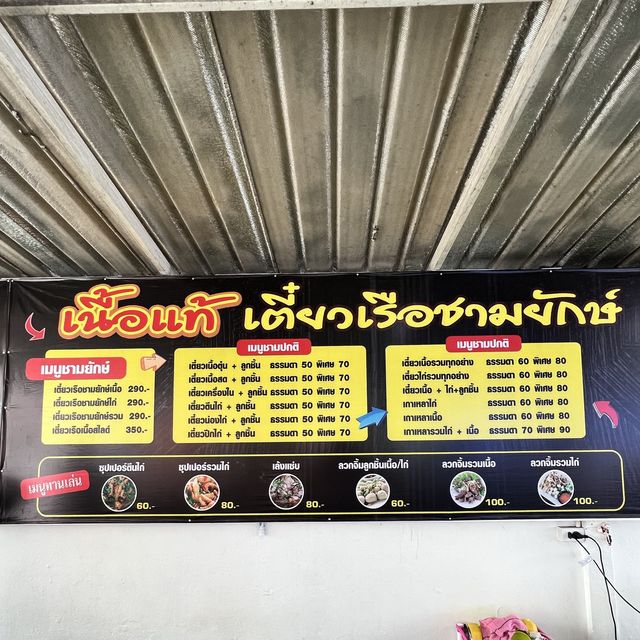 เนื้อแท้ เตี๋ยวเรือชามยักษ์
เมนูชามยักษ์
เตี๋ยวเรือชามยักษ์เนื้อ 290.-
เตี๋ยวเรือชามยักษ์ไก่ 290.-
เตี๋ยวเรือชามยักษ์รวม 290.-
เตี๋ยวเรือเนื้อสไลด์ 350.-
เมนูชามปกติ
เตี๋ยวเนื้อตุ๋น + ลูกชิ้น ธรรมดา 50 พิเศษ 70
เตี๋ยวเนื้อสด + ลูกชิ้น ธรรมดา 50 พิเศษ 70
เตี๋ยวเครื่องใน + ลูกชิ้น ธรรมดา 50 พิเศษ 70
เตี๋ยวตีนไก่ + ลูกชิ้น ธรรมดา 50 พิเศษ 70
เตี๋ยวน่องไก่ + ลูกชิ้น ธรรมดา 50 พิเศษ 70
เตี๋ยวปีกไก่ + ลูกชิ้น ธรรมดา 50 พิเศษ 70
เมนูชามปกติ
เตี๋ยวเนื้อรวมทุกอย่าง ธรรมดา 60 พิเศษ 80
เตี๋ยวไก่รวมทุกอย่าง ธรรมดา 60 พิเศษ 80
เตี๋ยวเนื้อ + ไก่+ลูกชิ้น ธรรมดา 60 พิเศษ 80
เกาเหลาไก่ ธรรมดา 60 พิเศษ 80
เกาเหลาเนื้อ ธรรมดา 60 พิเศษ 80
เกาเหลารวมไก่ + เนื้อ ธรรมดา 70 พิเศษ 90
เมนูทานเล่น
ซุปเปอร์ตีนไก่ 60.-
ซุปเปอร์รวมไก่ 80.-
เล้งแซ่บ 80.-
ลวกจิ้มลูกชิ้นเนื้อ/ไก่ 60.-
ลวกจิ้มรวมเนื้อ 100.-
ลวกจิ้มรวมไก่ 100.-